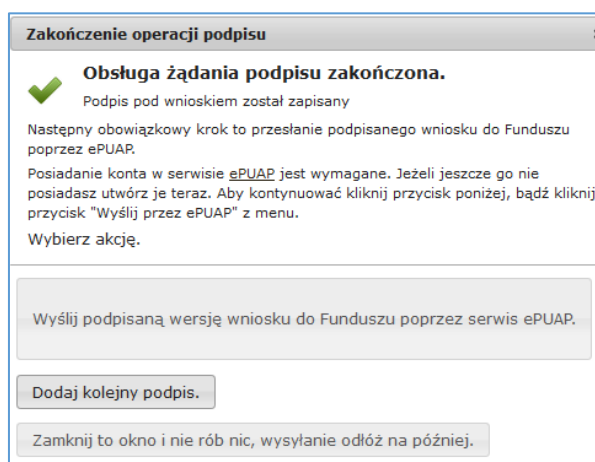 Zakończenie operacji podpisu
Obsługa żądania podpisu zakończona.
Podpis pod wnioskiem został zapisany
Następny obowiązkowy krok to przesłanie podpisanego wniosku do Funduszu
poprzez ePUAP.
Posiadanie konta w serwisie ePUAP jest wymagane. Jeżeli jeszcze go nie
posiadasz utwórz je teraz. Aby kontynuować kliknij przycisk poniżej, bądź kliknij
przycisk "Wyślij przez ePUAP" z menu.
Wybierz akcję.
Wyślij podpisaną wersję wniosku do Funduszu poprzez serwis ePUAP.
Dodaj kolejny podpis.
Zamknij to okno i nie rób nic, wysyłanie odłóż na później.